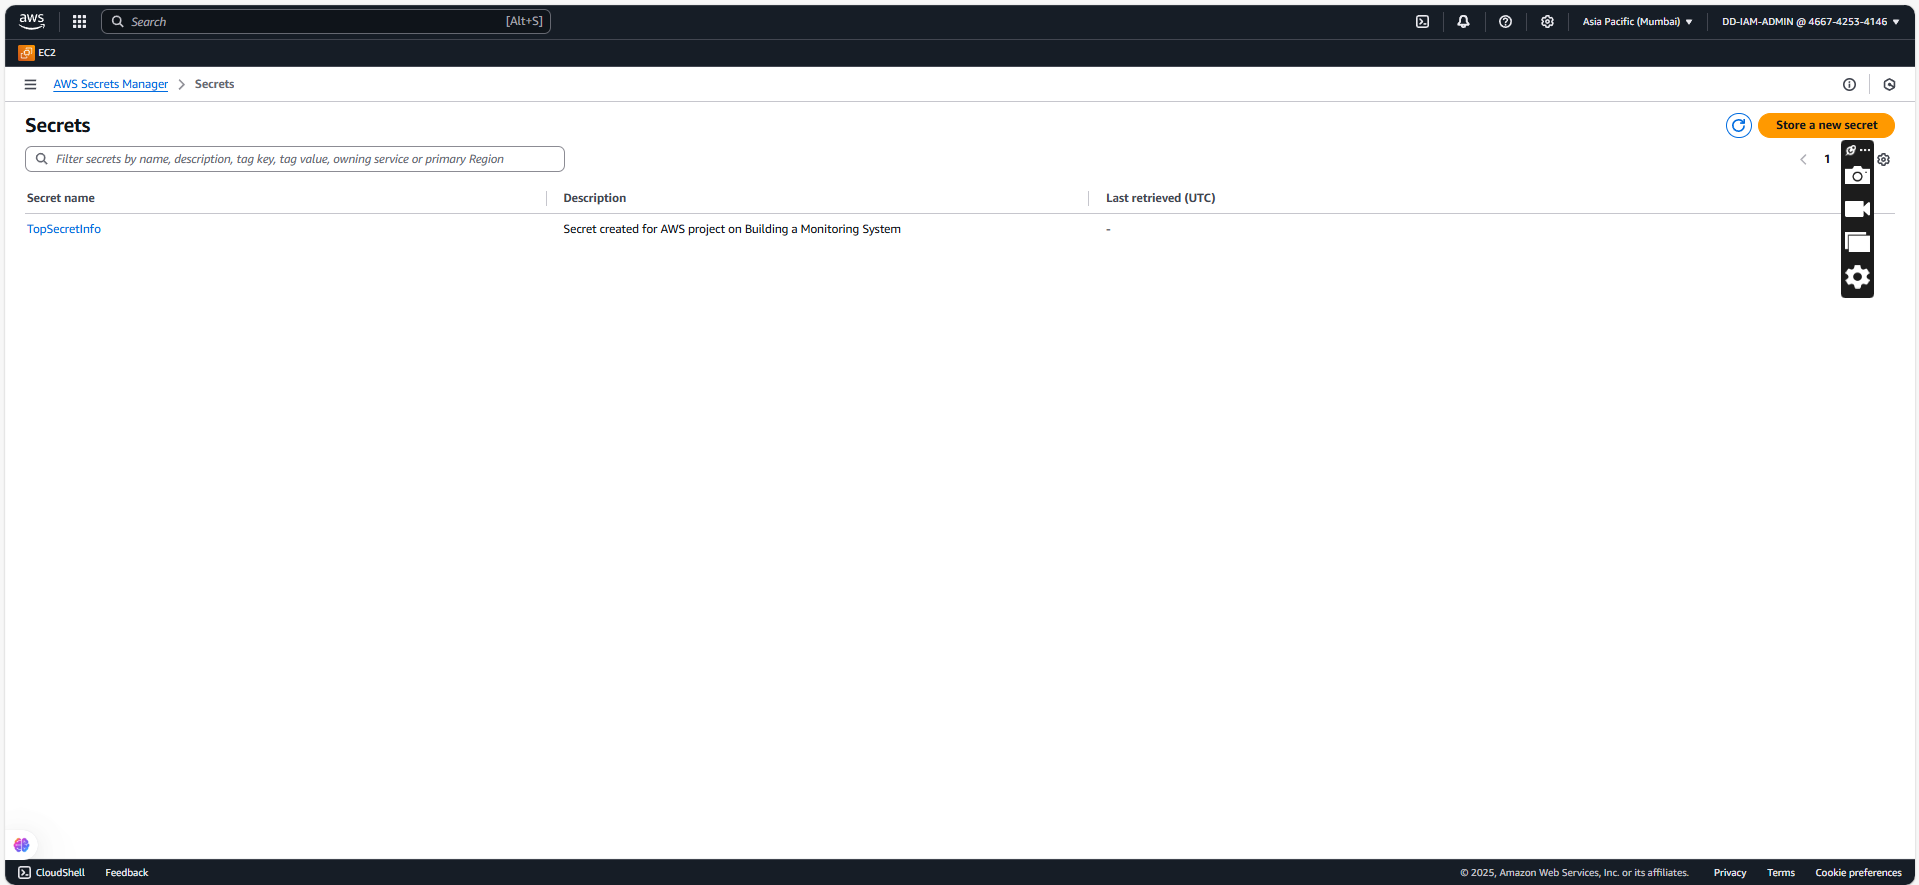 aws
Search [Alt+S] Asia Pacific (Mumbai) DD-IAM-ADMIN @ 4667-4253-4146
EC2
AWS Secrets Manager Secrets
Secrets
Store a new secret
Filter secrets by name, description, tag key, tag value, owning service or primary Region
1
Secret name Description Last retrieved (UTC)
TopSecretInfo Secret created for AWS project on Building a Monitoring System -
CloudShell Feedback © 2025, Amazon Web Services, Inc. or its affiliates. Privacy Terms Cookie preferences